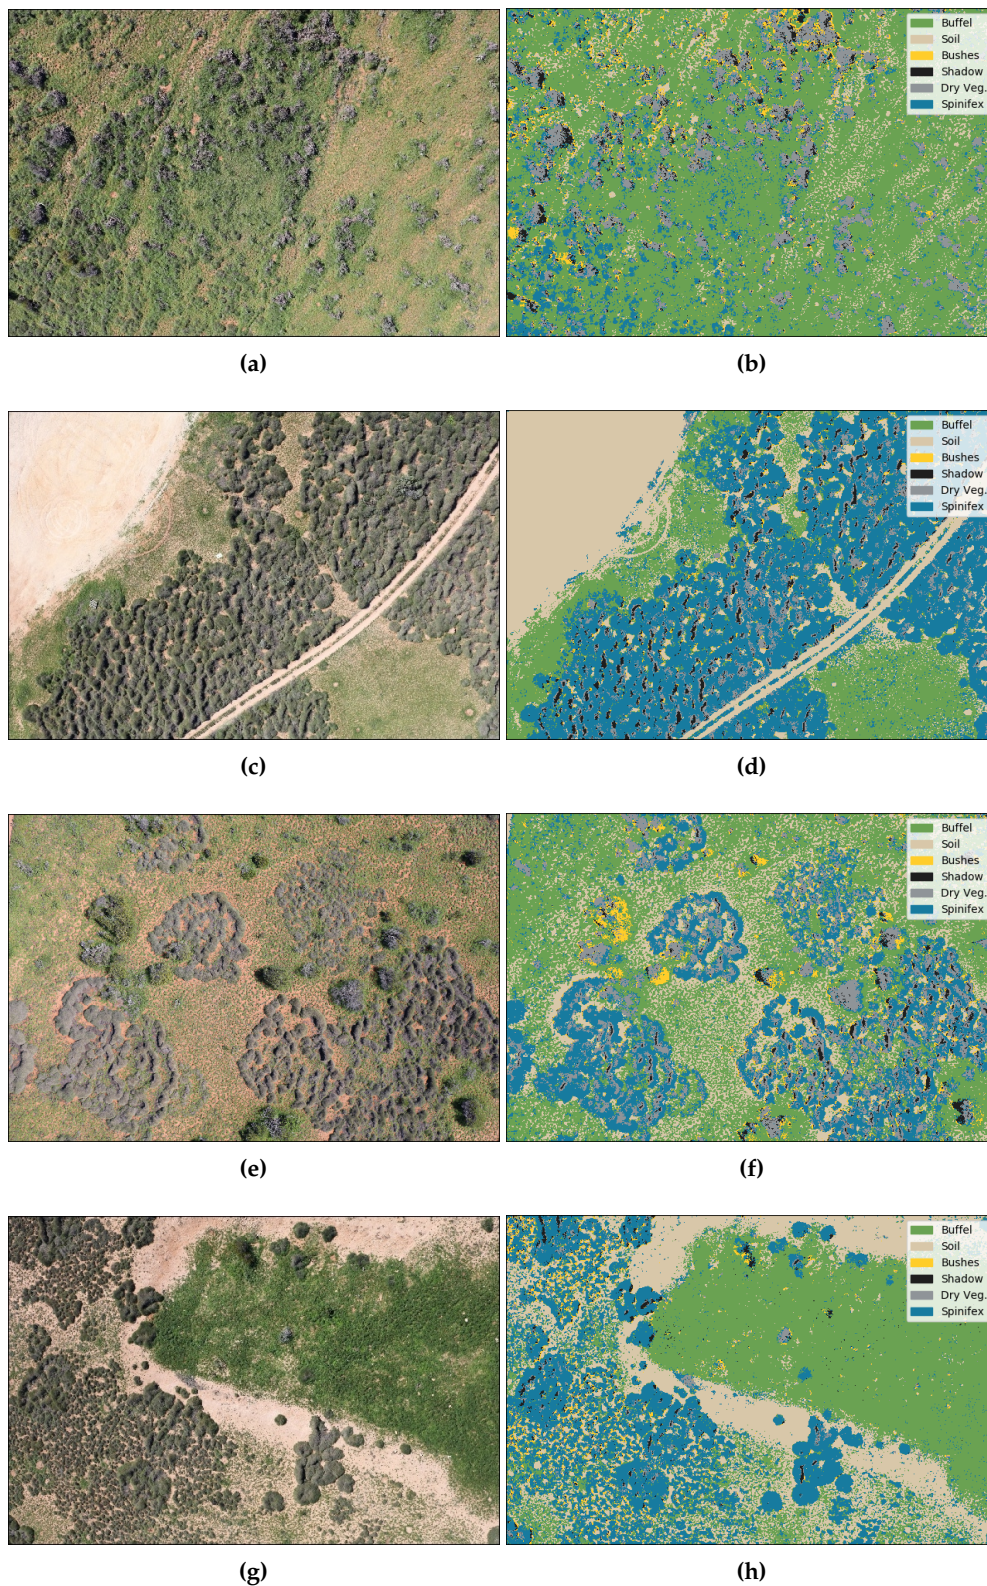 Buffel
Soil
Bushes
Shadow
Dry Veg.
Spinifex
(a)
(b)
Buffel
Soil
Bushes
Shadow
Dry Veg.
Spinifex
(c)
(d)
Buffel
Soil
Bushes
Shadow
Dry Veg.
Spinifex
(e)
(f)
Buffel
Soil
Bushes
Shadow
Dry Veg.
Spinifex
(g)
(h)